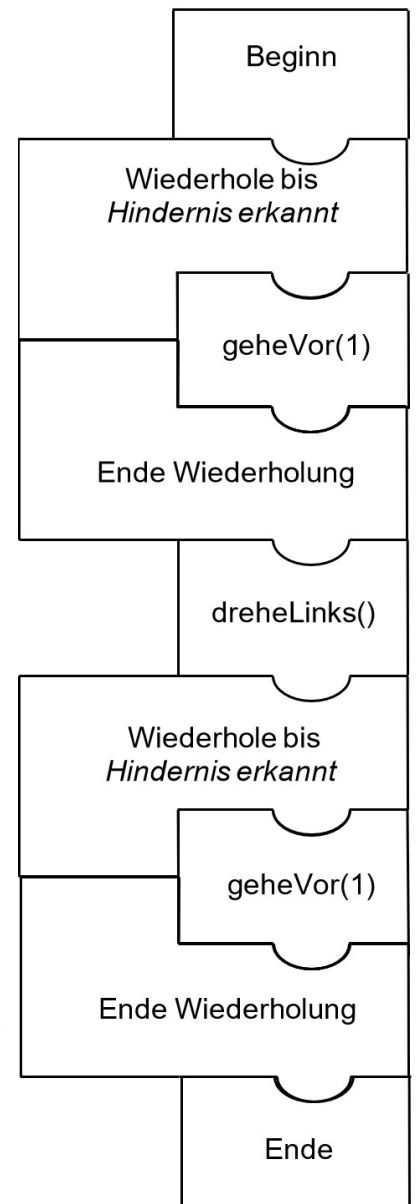 Beginn
Wiederhole bis
Hindernis erkannt
geheVor(1)
Ende Wiederholung
dreheLinks()
Wiederhole bis
Hindernis erkannt
geheVor(1)
Ende Wiederholung
Ende